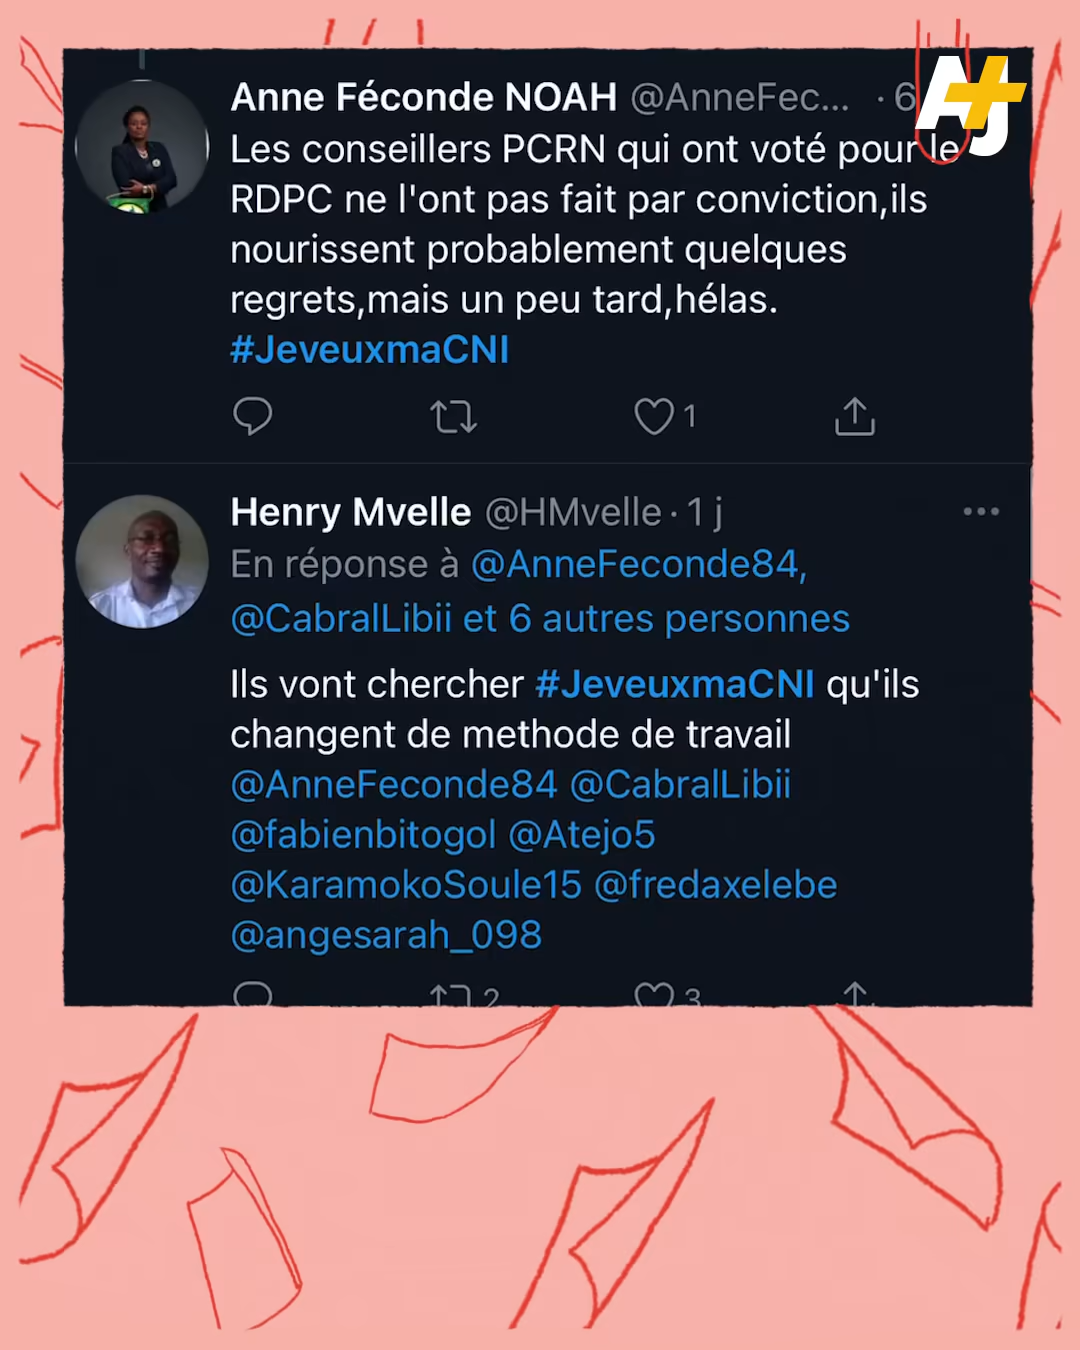 Anne Féconde NOAH @AnneFec... · 6
AJ+
Les conseillers PCRN qui ont voté pour le
RDPC ne l'ont pas fait par conviction,ils
nourissent probablement quelques
regrets,mais un peu tard,hélas.
#JeveuxmaCNI
1
Henry Mvelle @HMvelle · 1 j
En réponse à @AnneFeconde84,
@CabralLibii et 6 autres personnes
Ils vont chercher #JeveuxmaCNI qu'ils
changent de methode de travail
@AnneFeconde84 @CabralLibii
@fabienbitogol @Atejo5
@KaramokoSoule15 @fredaxelebe
@angesarah_098
2 3